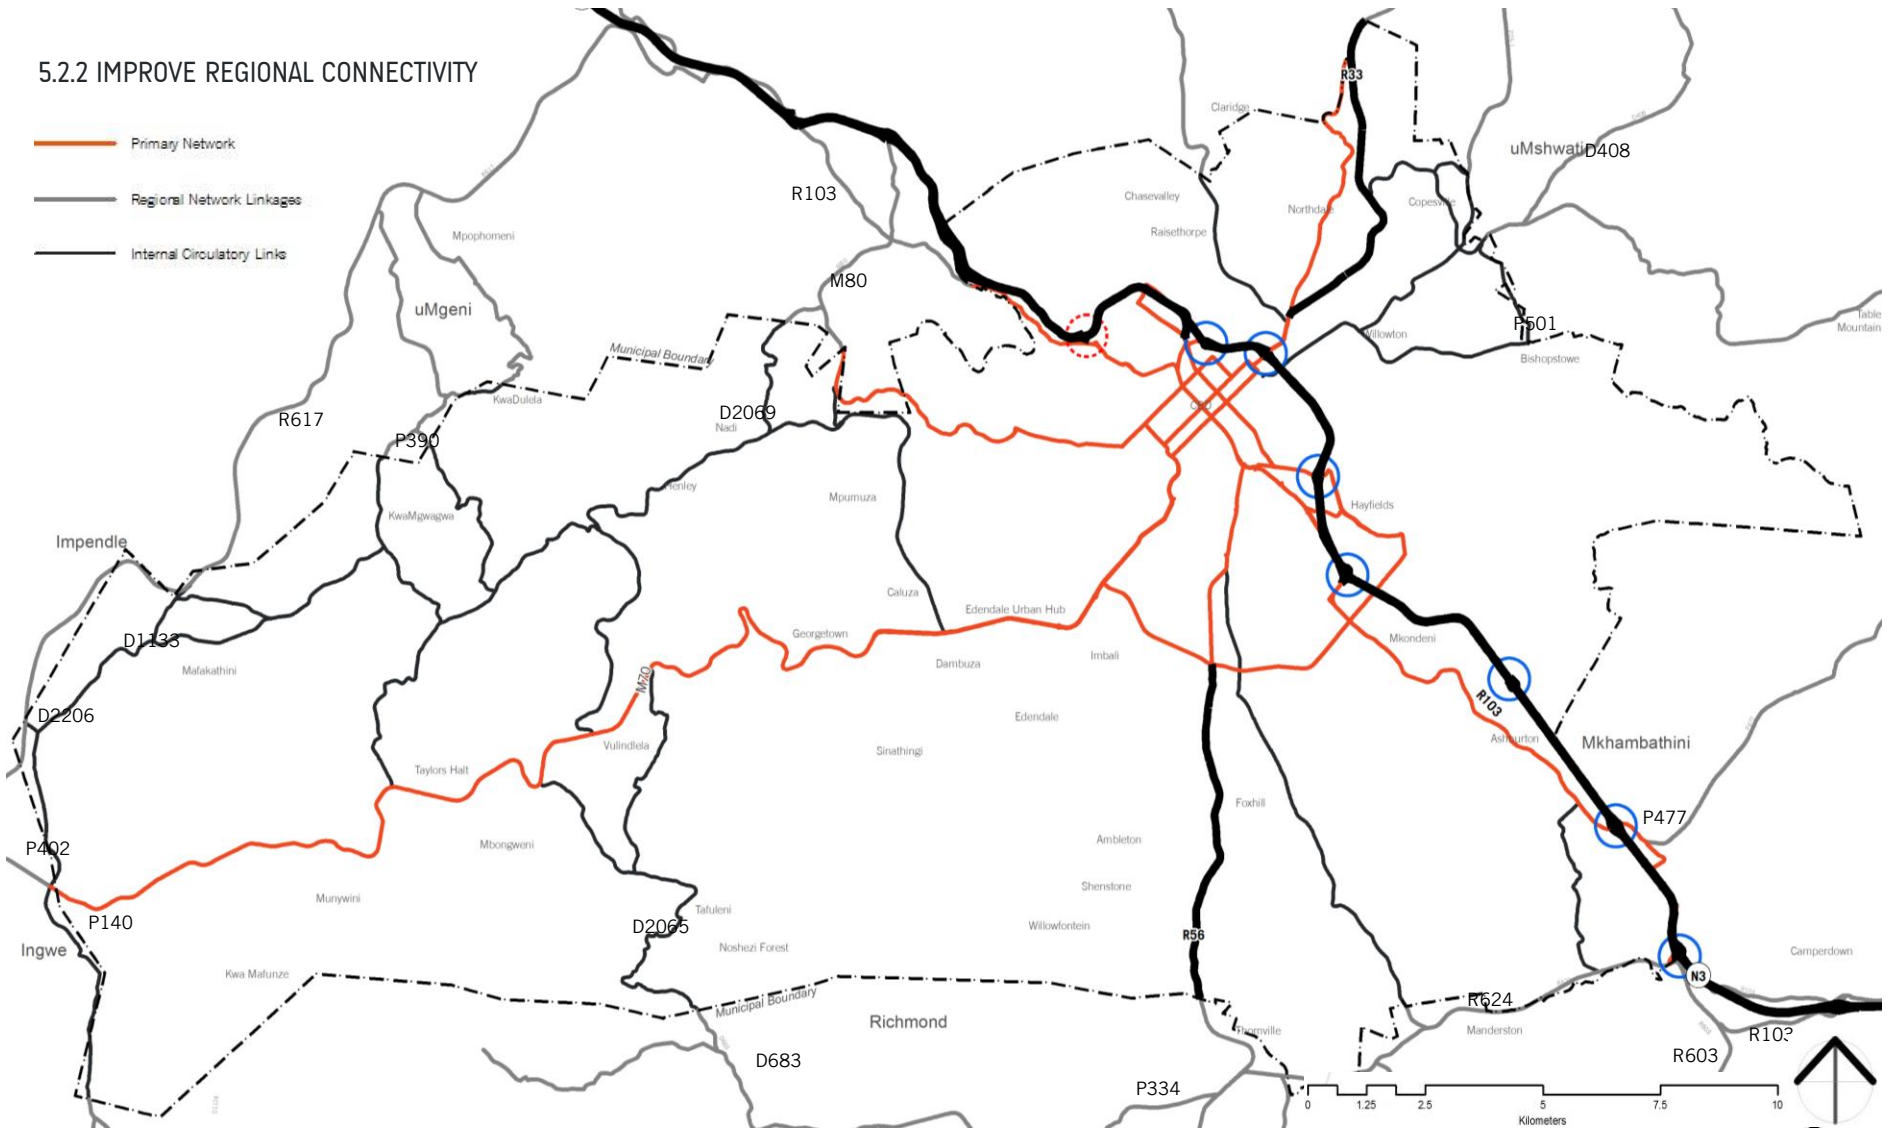 5.2.2 IMPROVE REGIONAL CONNECTIVITY
Primary Network
Regional Network Linkages
Internal Circulatory Links
R33
Claridge
uMshwati
D408
R103
Chasevalley
Northdale
Copesville
Raisethorpe
Mpophomeni
M80
uMgeni
Table
Mountain
P501
Willowton
Bishopstowe
Municipal Boundary
KwaDulela
CBD
R617
D2069
Nadi
P390
Henley
Mpumuza
Hayfields
KwaMgwagwa
Impendle
Caluza
Edendale Urban Hub
Georgetown
D1133
Mafakathini
Dambuza
Imbali
Mkondeni
M70
R103
D2206
Edendale
Ashburton
Mkhambathini
Vulindlela
Sinathingi
Taylors Halt
Foxhill
P477
P402
Mbongweni
Ambleton
Shenstone
Munywini
P140
Tafuleni
D2065
Willowfontein
R56
Ingwe
Noshezi Forest
Camperdown
Kwa Mafunze
N3
Municipal Boundary
R624
Richmond
Thornville
Manderston
R103
R603
D683
P334
0 1.25 2.5 5 7.5 10
Kilometers